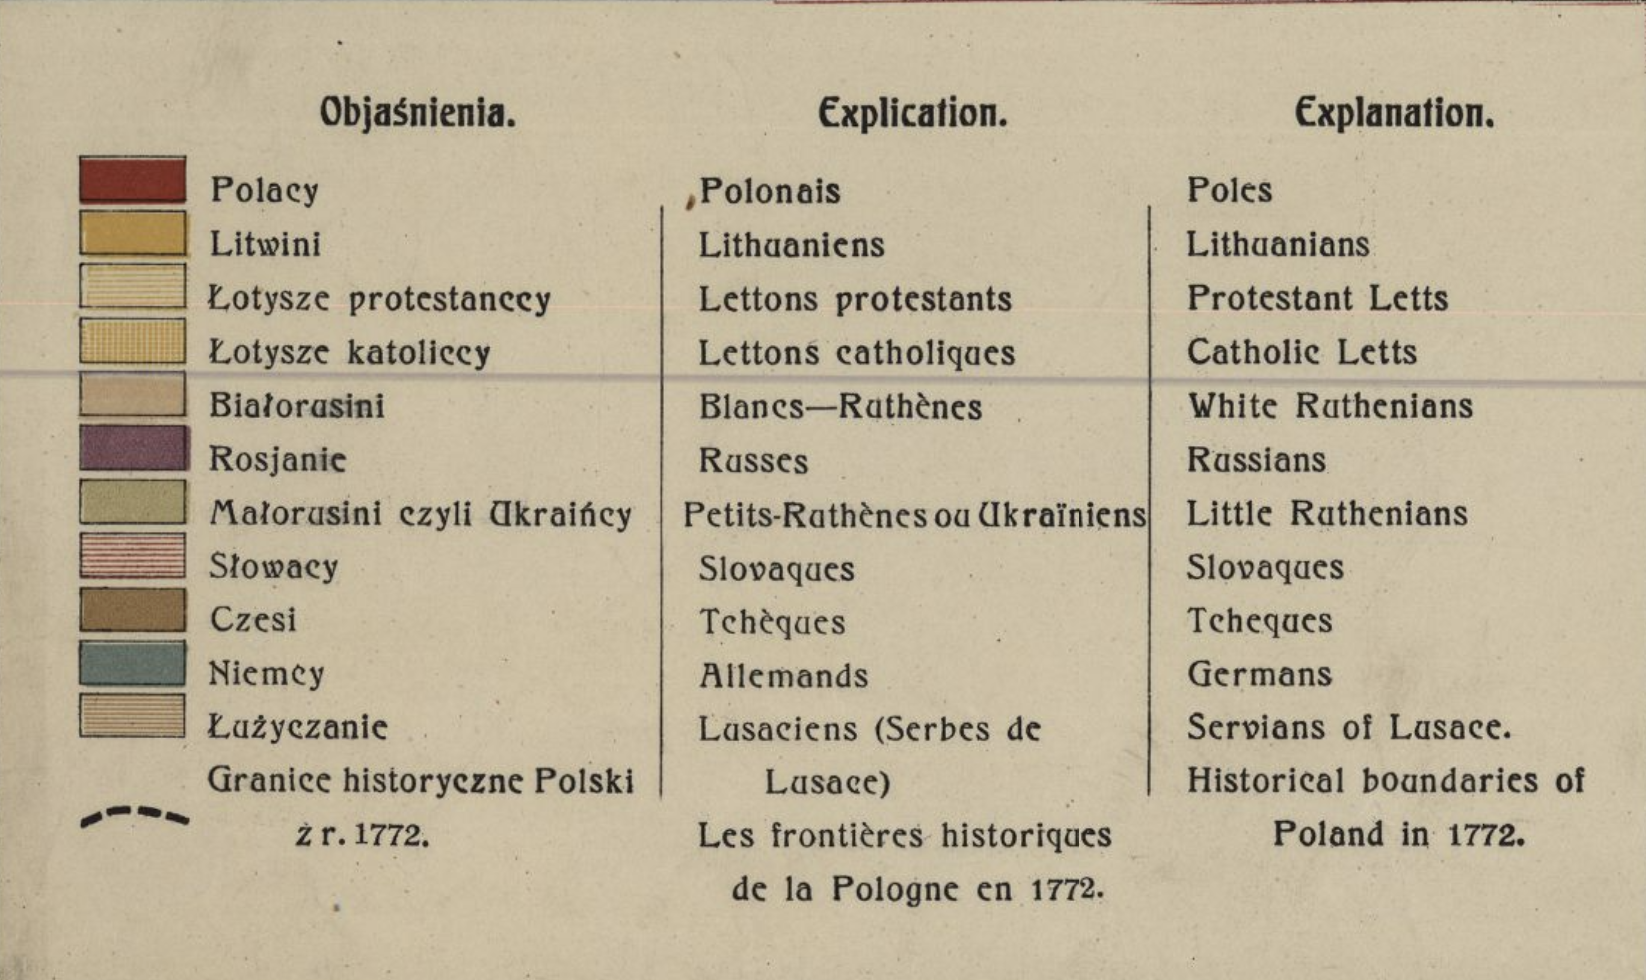 Objaśnienia.
Polacy
Litwini
Łotysze protestanccy
Łotysze katoliccy
Białorusini
Rosjanie
Małorusini czyli Ukraińcy
Słowacy
Czesi
Niemcy
Łużyczanie
Granice historyczne Polski
z r. 1772.
Explication.
Polonais
Lithuaniens
Lettons protestants
Lettons catholiques
Blancs—Ruthènes
Russes
Petits-Ruthènes ou Ukraïniens
Slovaques
Tchèques
Allemands
Lusaciens (Serbes de
Lusace)
Les frontières historiques
de la Pologne en 1772.
Explanation.
Poles
Lithuanians
Protestant Letts
Catholic Letts
White Ruthenians
Russians
Little Ruthenians
Slovaques
Tcheques
Germans
Servians of Lusace.
Historical boundaries of
Poland in 1772.